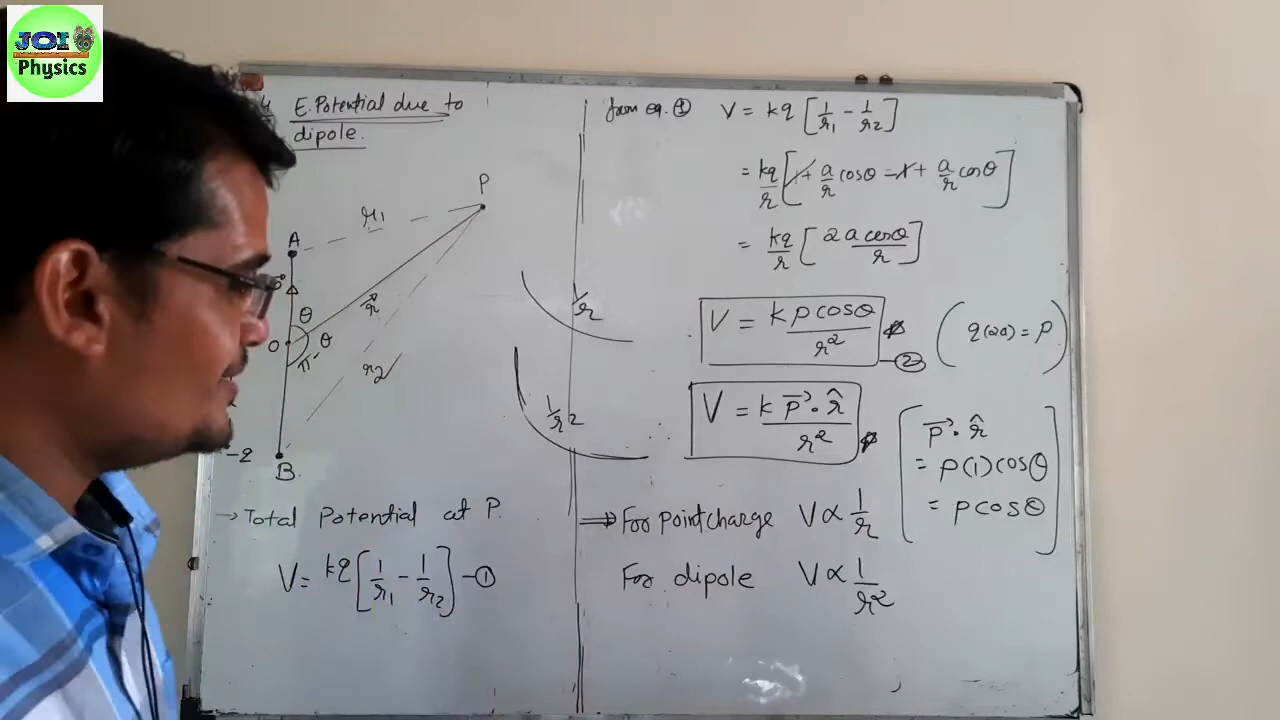 JOI
Physics
E. Potential due to
dipole.
P
r₁
A
θ
r⃗
O
θ
π-
r₂
-q
B
→ Total Potential at P.
V = kq [1/r₁ - 1/r₂] —①
1/r
1/r²
from eq. ① V = kq [1/r₁ - 1/r₂]
= kq/r [1 + a/r cosθ - 1 + a/r cosθ]
= kq/r [2a cosθ/r]
V = k p cosθ/r² —②
(q(2a) = p)
V = k p⃗ · r̂/r²
[p⃗ · r̂
= p(1) cosθ
= p cosθ]
⇒ For point charge V ∝ 1/r
For dipole V ∝ 1/r²